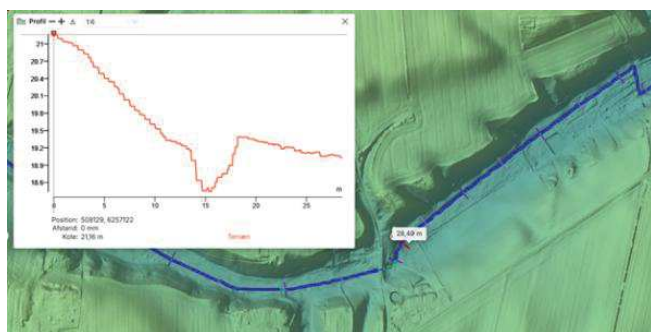 Profil 1:6
21
20.7
20.4
20.1
19.8
19.5
19.2
18.9
18.6
m
0 5 10 15 20 25
Position: 508129, 6257122
Afstand: 0 mm
Kote: 21,16 m
Terræn
28,49 m